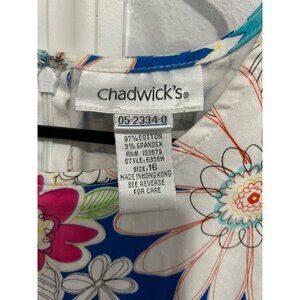 Chadwick's®
05-2334-0
97% COTTON
3% SPANDEX
RN#: 103679
STYLE: 6356H
SIZE: 16
MADE IN HONG KONG
SEE REVERSE
FOR CARE